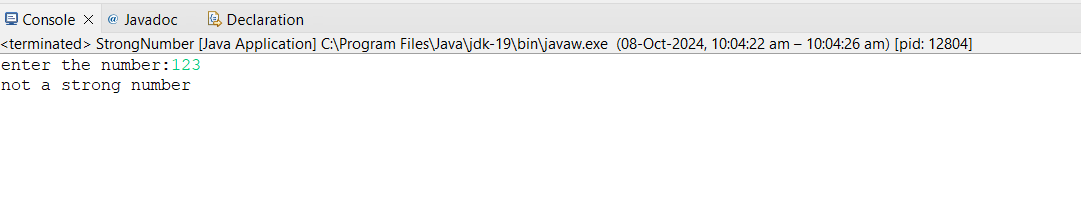 Console × @ Javadoc Declaration
<terminated> StrongNumber [Java Application] C:\Program Files\Java\jdk-19\bin\javaw.exe (08-Oct-2024, 10:04:22 am – 10:04:26 am) [pid: 12804]
enter the number:123
not a strong number